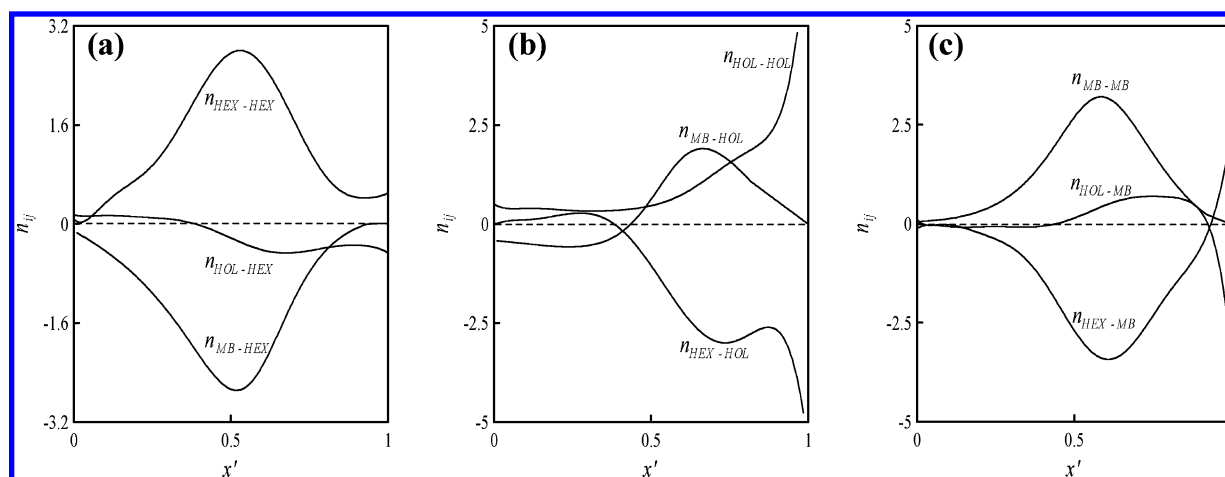 (a)
3.2
1.6
0
-1.6
-3.2
n_ij
n_HEX-HEX
n_HOL-HEX
n_MB-HEX
0
0.5
1
x'
(b)
5
2.5
0
-2.5
-5
n_HOL-HOL
n_MB-HOL
n_HEX-HOL
0
0.5
1
x'
(c)
5
2.5
0
-2.5
-5
n_MB-MB
n_HOL-MB
n_HEX-MB
0
0.5
x'